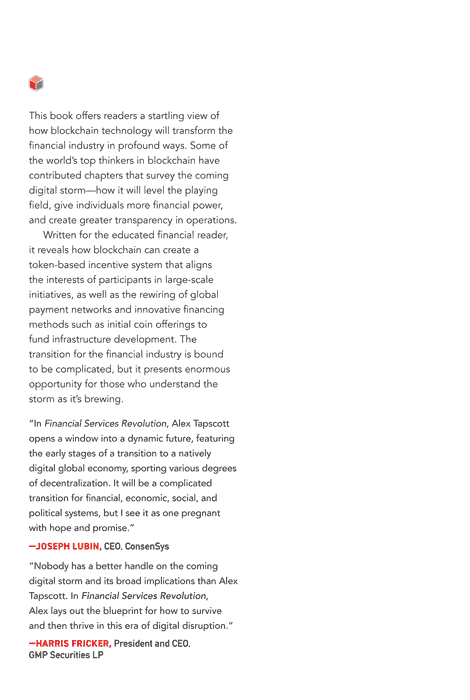 This book offers readers a startling view of
how blockchain technology will transform the
financial industry in profound ways. Some of
the world's top thinkers in blockchain have
contributed chapters that survey the coming
digital storm—how it will level the playing
field, give individuals more financial power,
and create greater transparency in operations.
Written for the educated financial reader,
it reveals how blockchain can create a
token-based incentive system that aligns
the interests of participants in large-scale
initiatives, as well as the rewiring of global
payment networks and innovative financing
methods such as initial coin offerings to
fund infrastructure development. The
transition for the financial industry is bound
to be complicated, but it presents enormous
opportunity for those who understand the
storm as it's brewing.
"In Financial Services Revolution, Alex Tapscott
opens a window into a dynamic future, featuring
the early stages of a transition to a natively
digital global economy, sporting various degrees
of decentralization. It will be a complicated
transition for financial, economic, social, and
political systems, but I see it as one pregnant
with hope and promise."
—JOSEPH LUBIN, CEO, ConsenSys
"Nobody has a better handle on the coming
digital storm and its broad implications than Alex
Tapscott. In Financial Services Revolution,
Alex lays out the blueprint for how to survive
and then thrive in this era of digital disruption."
—HARRIS FRICKER, President and CEO,
GMP Securities LP